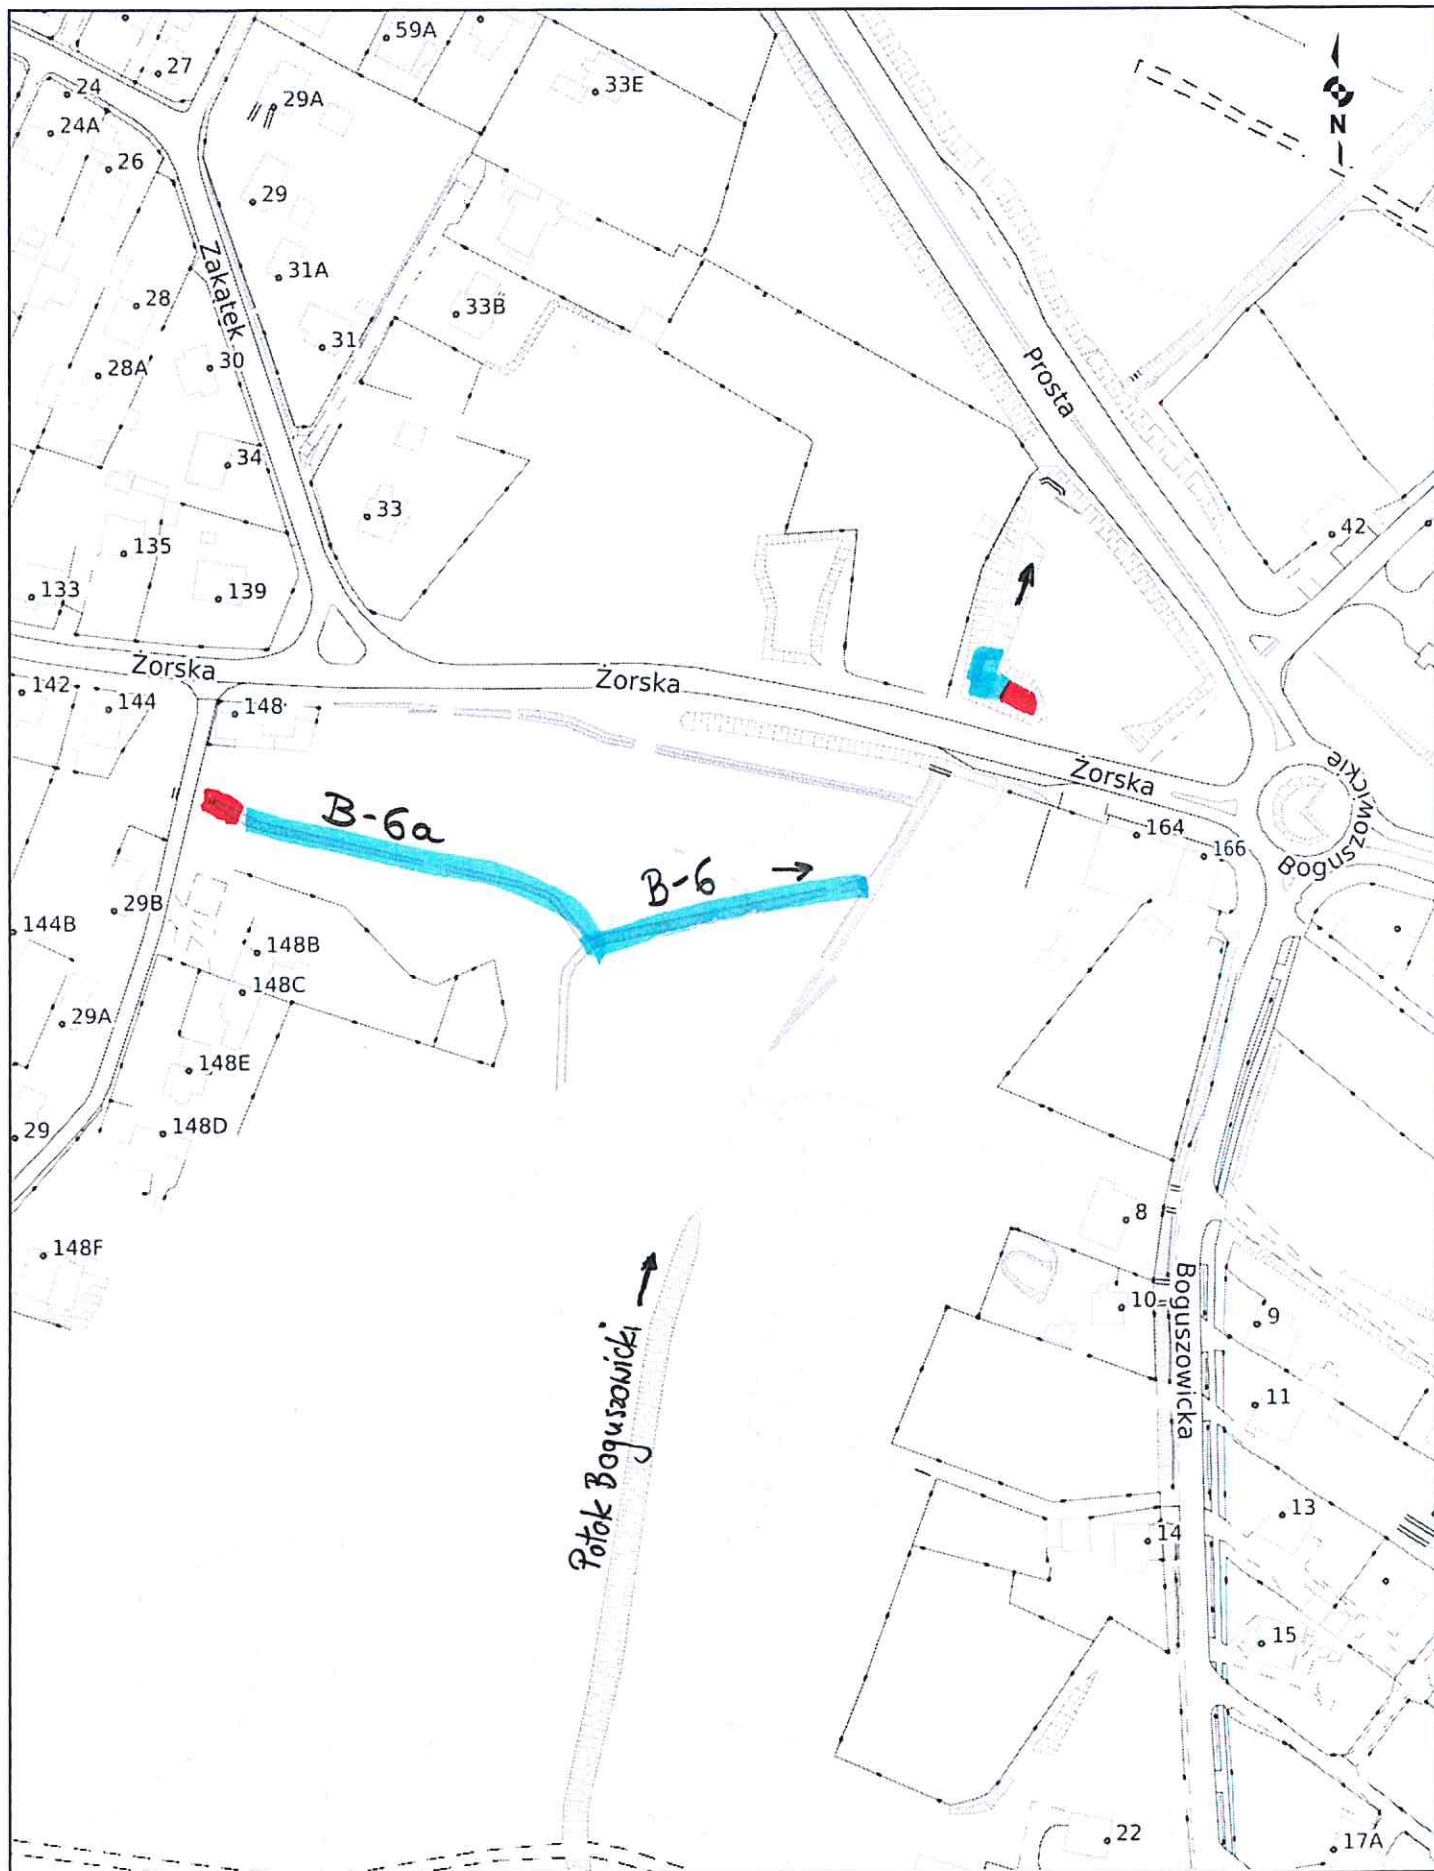 59A
27
33E
24
29A
24A
26
N
29
Zakątek
31A
28
33B
31
30
28A
Prosta
34
33
42
135
133
139
Żorska
Żorska
142
144
148
Żorska
B-6a
164
Boguszowickie
166
B-6
29B
144B
148B
148C
29A
148E
29
148D
8
148F
10
Boguszowicka
9
Potok Boguszowicki
11
13
14
15
22
17A